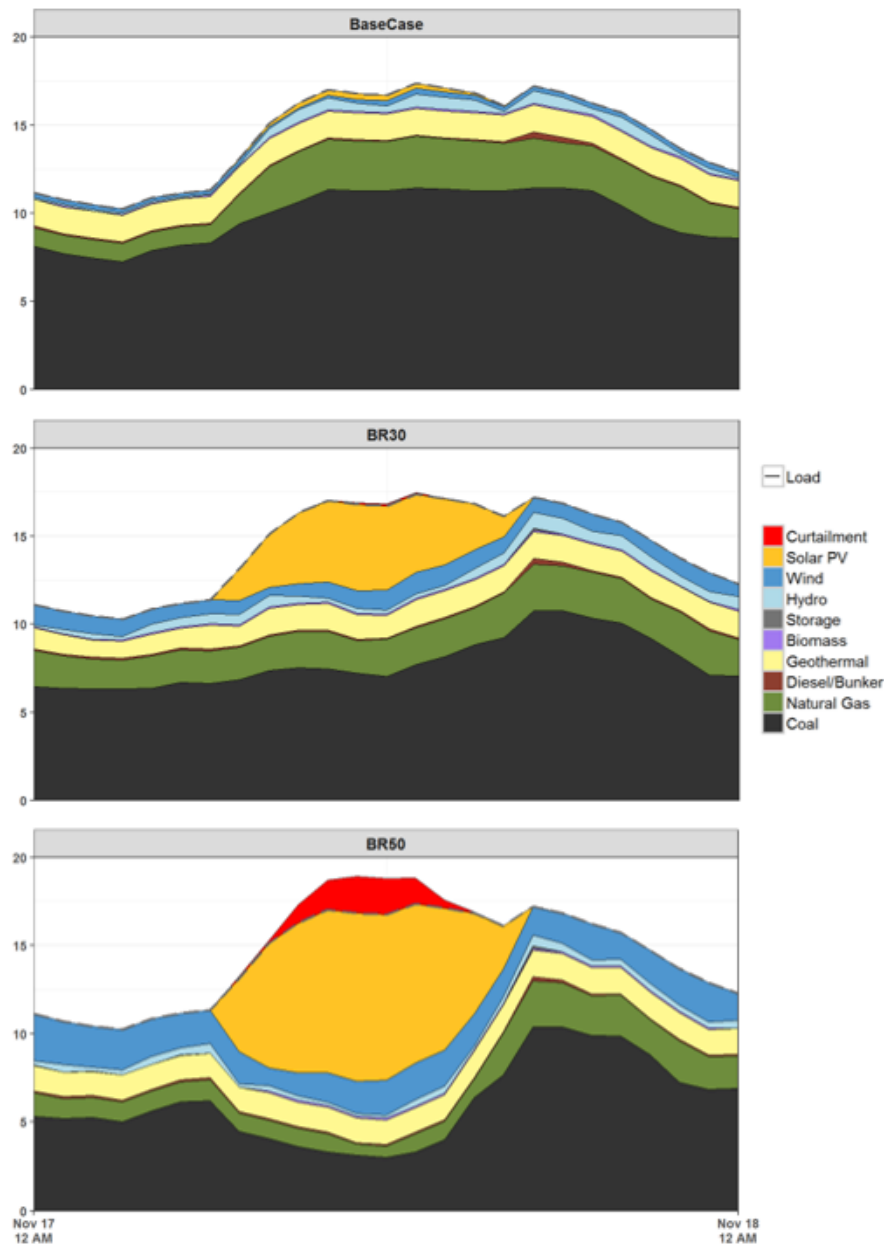 BaseCase
20
15
10
5
0
BR30
20
15
10
5
0
Load
Curtailment
Solar PV
Wind
Hydro
Storage
Biomass
Geothermal
Diesel/Bunker
Natural Gas
Coal
BR50
20
15
10
5
0
Nov 17
12 AM
Nov 18
12 AM